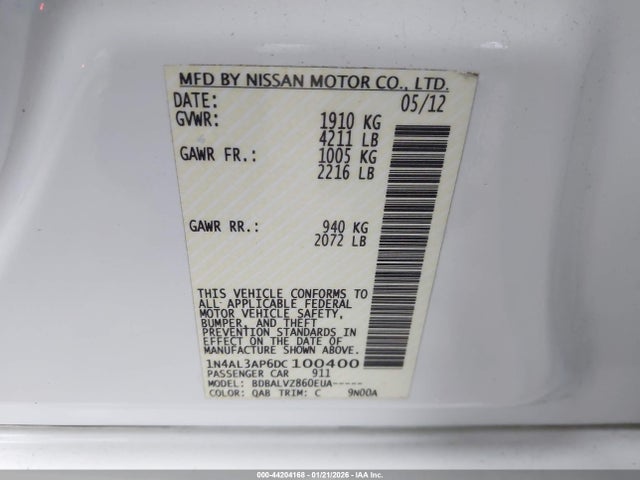 MFD BY NISSAN MOTOR CO., LTD.
DATE: 05/12
GVWR: 1910 KG
4211 LB
GAWR FR.: 1005 KG
2216 LB
GAWR RR.: 940 KG
2072 LB
THIS VEHICLE CONFORMS TO
ALL APPLICABLE FEDERAL
MOTOR VEHICLE SAFETY,
BUMPER, AND THEFT
PREVENTION STANDARDS IN
EFFECT ON THE DATE OF
MANUFACTURE SHOWN ABOVE.
1N4AL3AP6DC100400
PASSENGER CAR 911
MODEL: BDBALVZ860EUA-----
COLOR: QAB TRIM: C 9N00A
000-44204168 - 01/21/2026 - IAA Inc.